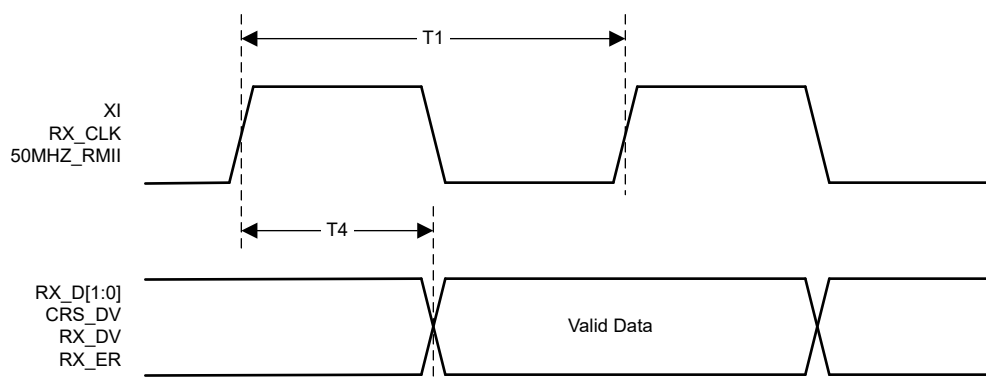 T1
XI
RX_CLK
50MHZ_RMII
T4
RX_D[1:0]
CRS_DV
RX_DV
RX_ER
Valid Data